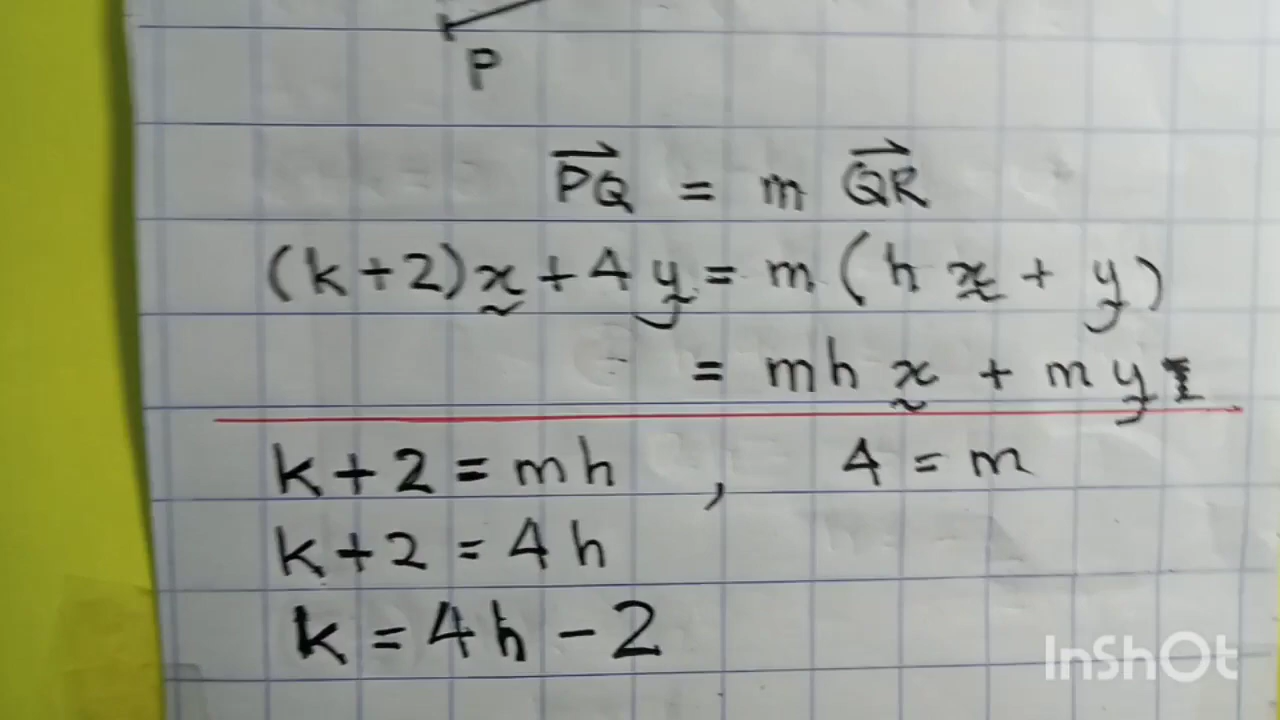 P
PQ = m QR
(k+2)x + 4y = m(hx + y)
= mhx + my
k+2 = mh , 4 = m
k+2 = 4h
k = 4h - 2
InShOt